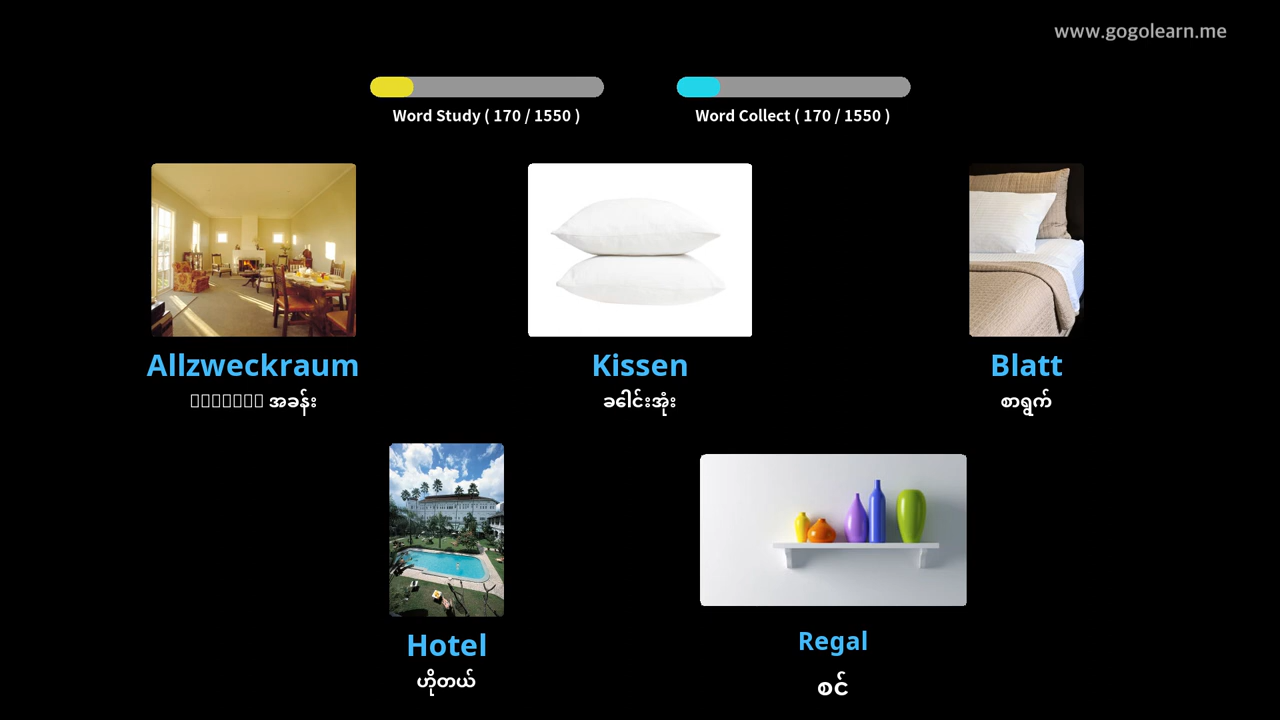 www.gogolearn.me
Word Study ( 170 / 1550 )
Word Collect ( 170 / 1550 )
Allzweckraum
အခန်း
Kissen
ခေါင်းအုံး
Blatt
စာရွက်
Hotel
ဟိုတယ်
Regal
စင်